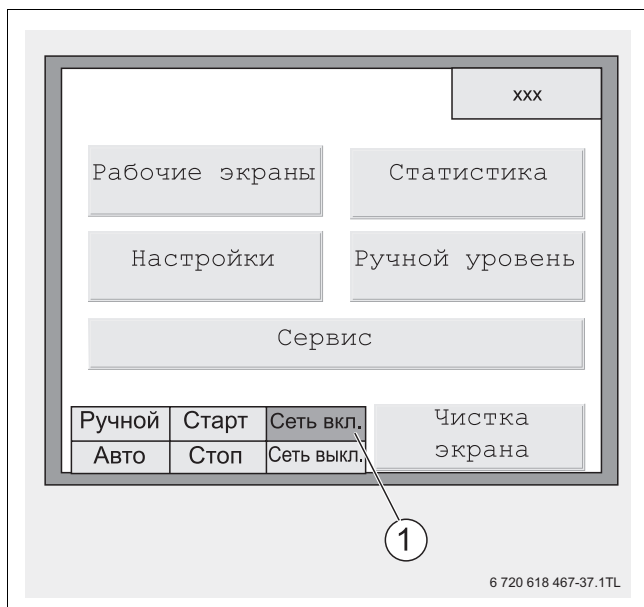 xxx
Рабочие экраны
Статистика
Настройки
Ручной уровень
Сервис
Ручной
Старт
Сеть вкл.
Авто
Стоп
Сеть выкл.
Чистка
экрана
1
6 720 618 467-37.1TL